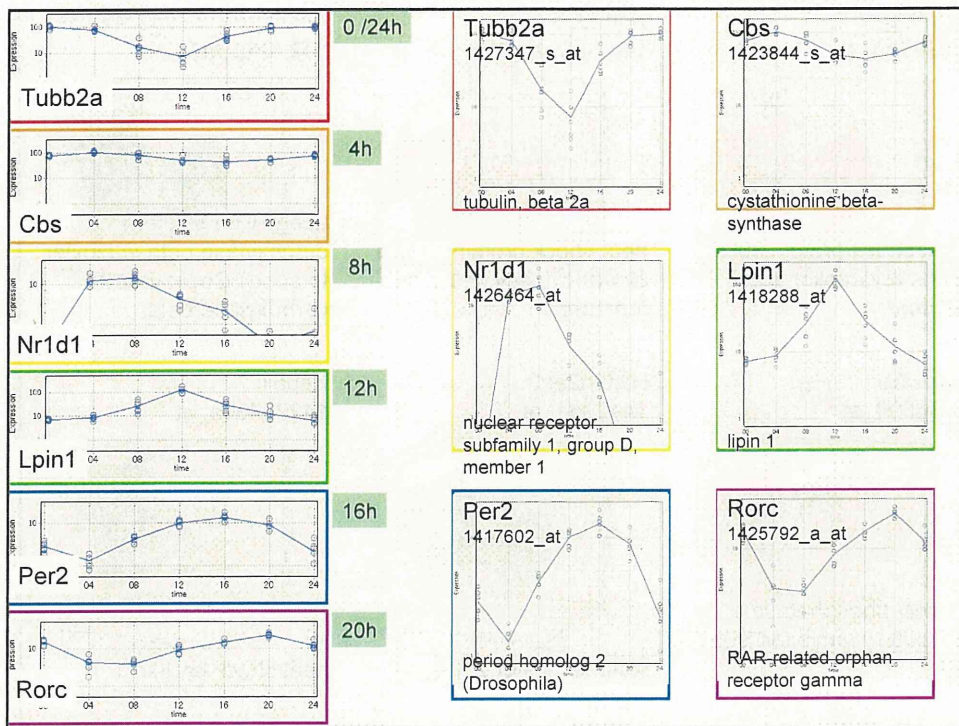 Expression
100
10
04 08 12 16 20 24
time
Tubb2a
0 /24h
Expression
100
10
04 08 12 16 20 24
time
Cbs
4h
Expression
10
04 08 12 16 20 24
time
Nr1d1
8h
Expression
100
10
04 08 12 16 20 24
time
Lpin1
12h
Expression
10
04 08 12 16 20 24
time
Per2
16h
10
04 08 12 16 20 24
time
Rorc
20h
Tubb2a
1427347_s_at
tubulin, beta 2a
Cbs
1423844_s_at
cystathionine beta-
synthase
Nr1d1
1426464_at
nuclear receptor
subfamily 1, group D,
member 1
Lpin1
1418288_at
lipin 1
Per2
1417602_at
period homolog 2
(Drosophila)
Rorc
1425792_a_at
RAR-related orphan
receptor gamma